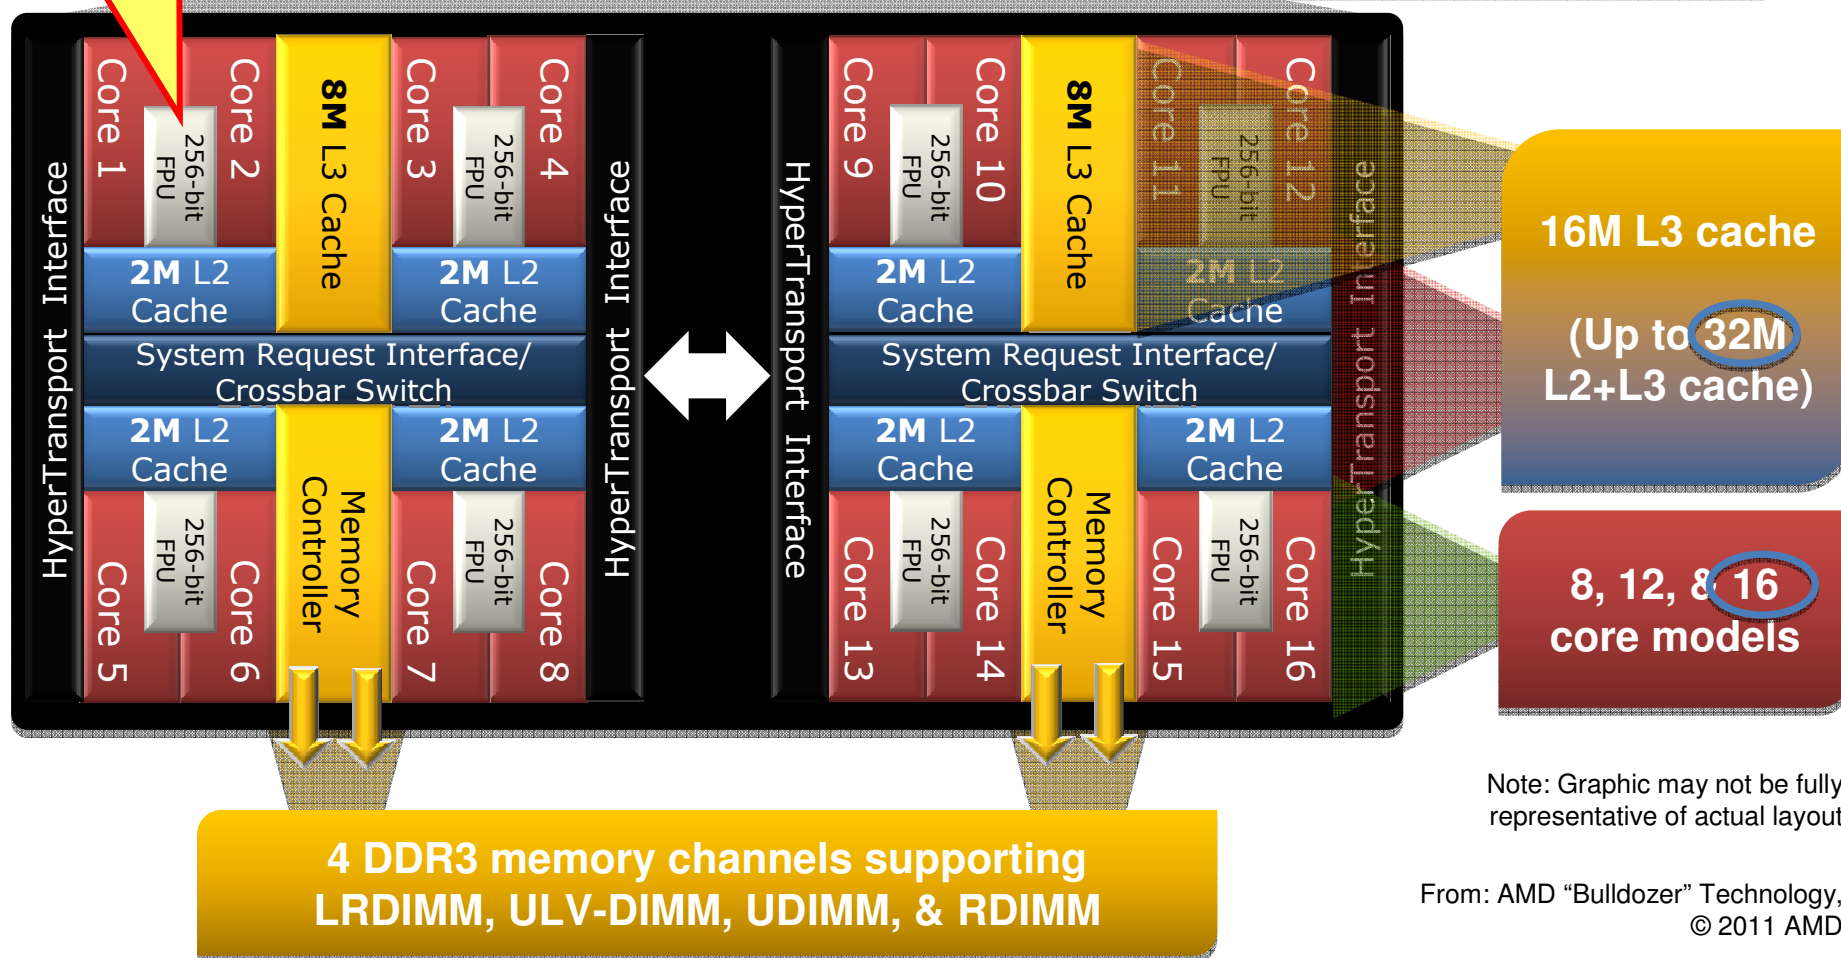 HyperTransport Interface
Core 1
256-bit
FPU
Core 2
8M L3 Cache
Core 3
256-bit
FPU
Core 4
2M L2
Cache
2M L2
Cache
System Request Interface/
Crossbar Switch
2M L2
Cache
2M L2
Cache
Core 5
256-bit
FPU
Core 6
Memory
Controller
Core 7
256-bit
FPU
Core 8
HyperTransport Interface
HyperTransport Interface
Core 9
256-bit
FPU
Core 10
8M L3 Cache
Core 11
256-bit
FPU
Core 12
2M L2
Cache
2M L2
Cache
System Request Interface/
Crossbar Switch
2M L2
Cache
2M L2
Cache
Core 13
256-bit
FPU
Core 14
Memory
Controller
Core 15
256-bit
FPU
Core 16
HyperTransport Interface
16M L3 cache
(Up to 32M
L2+L3 cache)
8, 12, & 16
core models
4 DDR3 memory channels supporting
LRDIMM, ULV-DIMM, UDIMM, & RDIMM
Note: Graphic may not be fully
representative of actual layout
From: AMD “Bulldozer” Technology,
© 2011 AMD